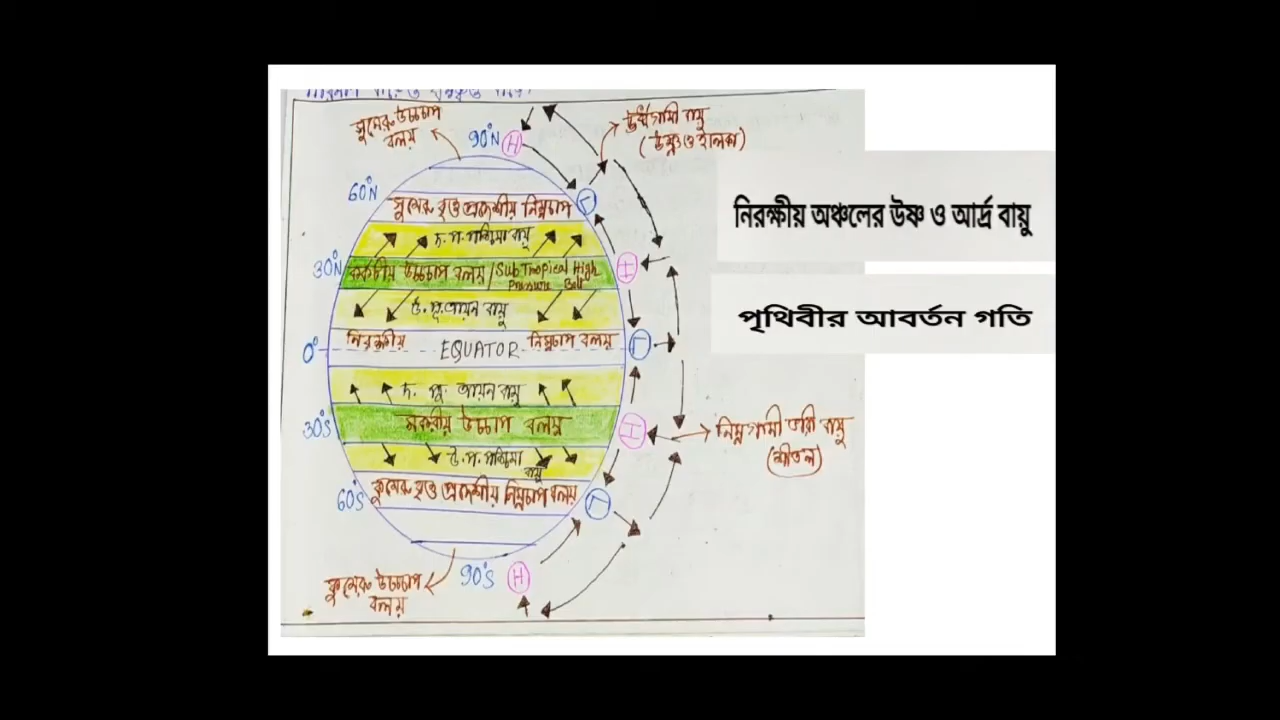 সুমেরু উচ্চচাপ
বলয়
90°N
H
ঊর্ধ্বগামী বায়ু
(উষ্ণ ও হালকা)
60°N
সুমেরু বৃত্ত প্রদেশীয় নিম্নচাপ
L
দ. প. পশ্চিমা বায়ু
30°N
কর্কটীয় উচ্চচাপ বলয় / Sub Tropical High
H
উ. পূ. আয়ন বায়ু
নিরক্ষীয়
নিম্নচাপ বলয়
0°
EQUATOR
L
দ. পূ. আয়ন বায়ু
30°S
মকরীয় উচ্চচাপ বলয়
H
নিম্নগামী ভারী বায়ু
(শীতল)
উ. প. পশ্চিমা
বায়ু
60°S
কুমেরু বৃত্ত প্রদেশীয় নিম্নচাপ বলয়
L
কুমেরু উচ্চচাপ
বলয়
90°S
H
নিরক্ষীয় অঞ্চলের উষ্ণ ও আর্দ্র বায়ু
পৃথিবীর আবর্তন গতি